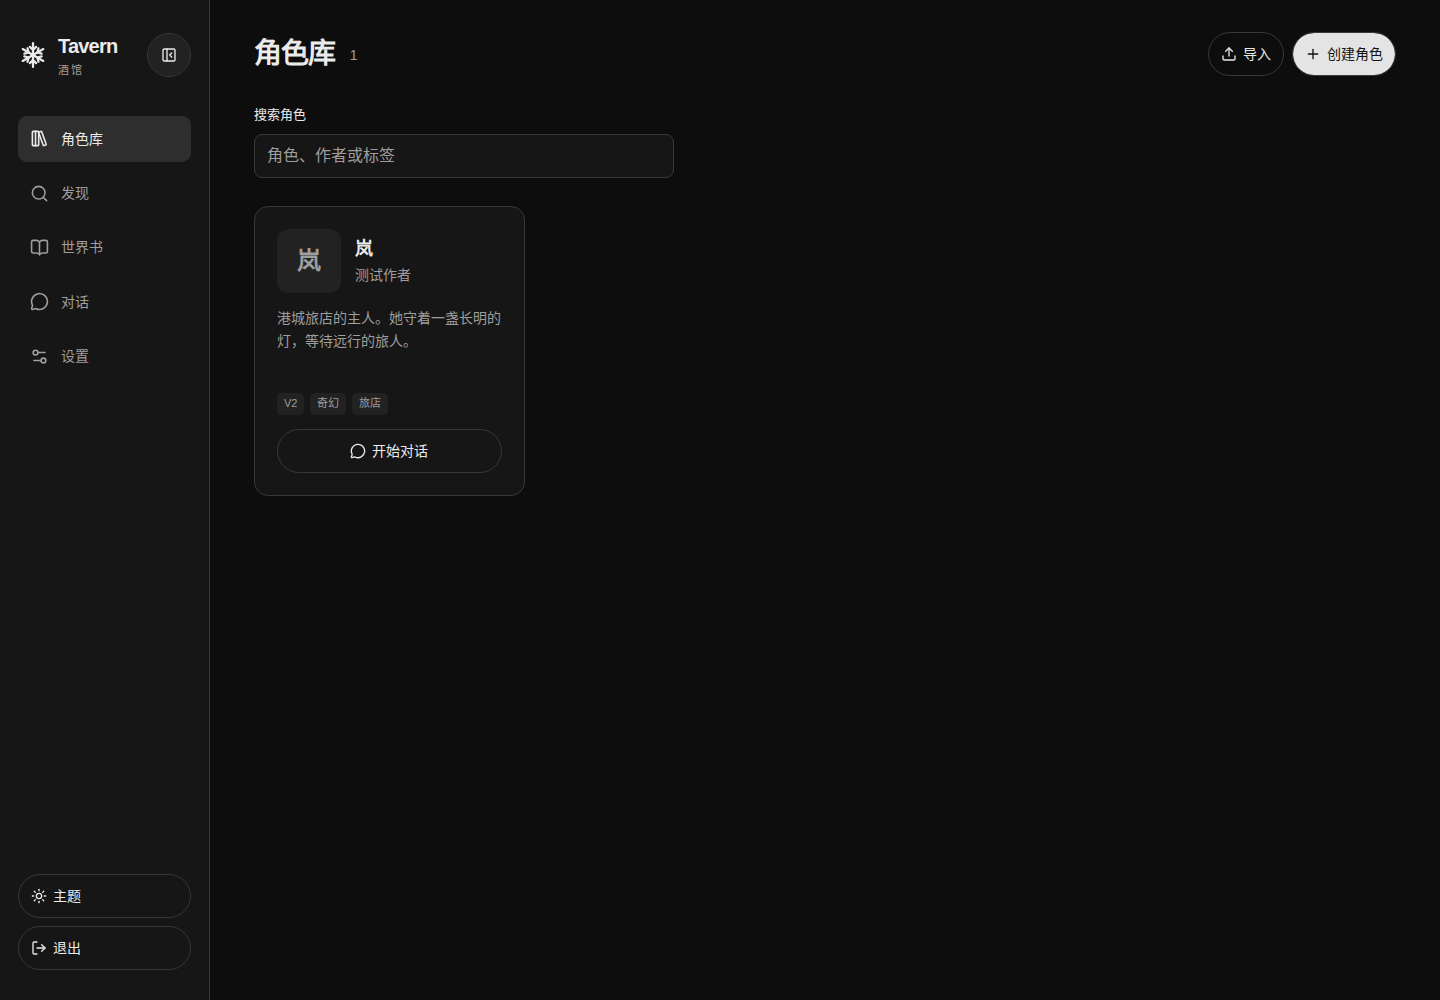 Tavern
酒馆
角色库
发现
世界书
对话
设置
主题
退出
角色库 1
导入
创建角色
搜索角色
角色、作者或标签
岚
岚
测试作者
港城旅店的主人。她守着一盏长明的
灯，等待远行的旅人。
V2 奇幻 旅店
开始对话